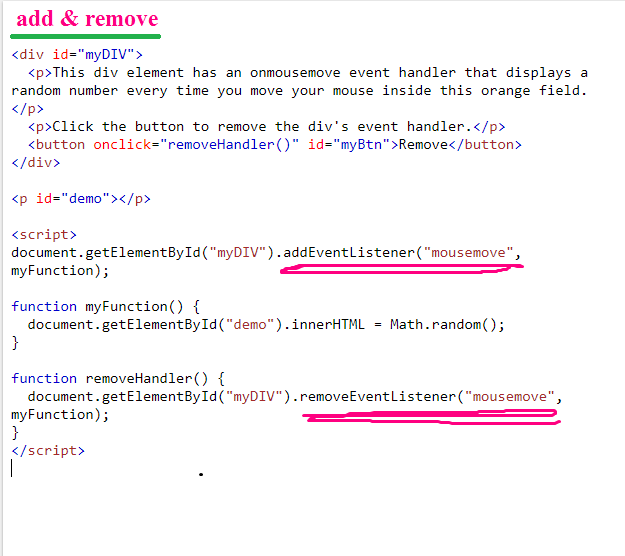 add & remove
<div id="myDIV">
  <p>This div element has an onmousemove event handler that displays a
random number every time you move your mouse inside this orange field.
</p>
  <p>Click the button to remove the div's event handler.</p>
  <button onclick="removeHandler()" id="myBtn">Remove</button>
</div>

<p id="demo"></p>

<script>
document.getElementById("myDIV").addEventListener("mousemove",
myFunction);

function myFunction() {
  document.getElementById("demo").innerHTML = Math.random();
}

function removeHandler() {
  document.getElementById("myDIV").removeEventListener("mousemove",
myFunction);
}
</script>